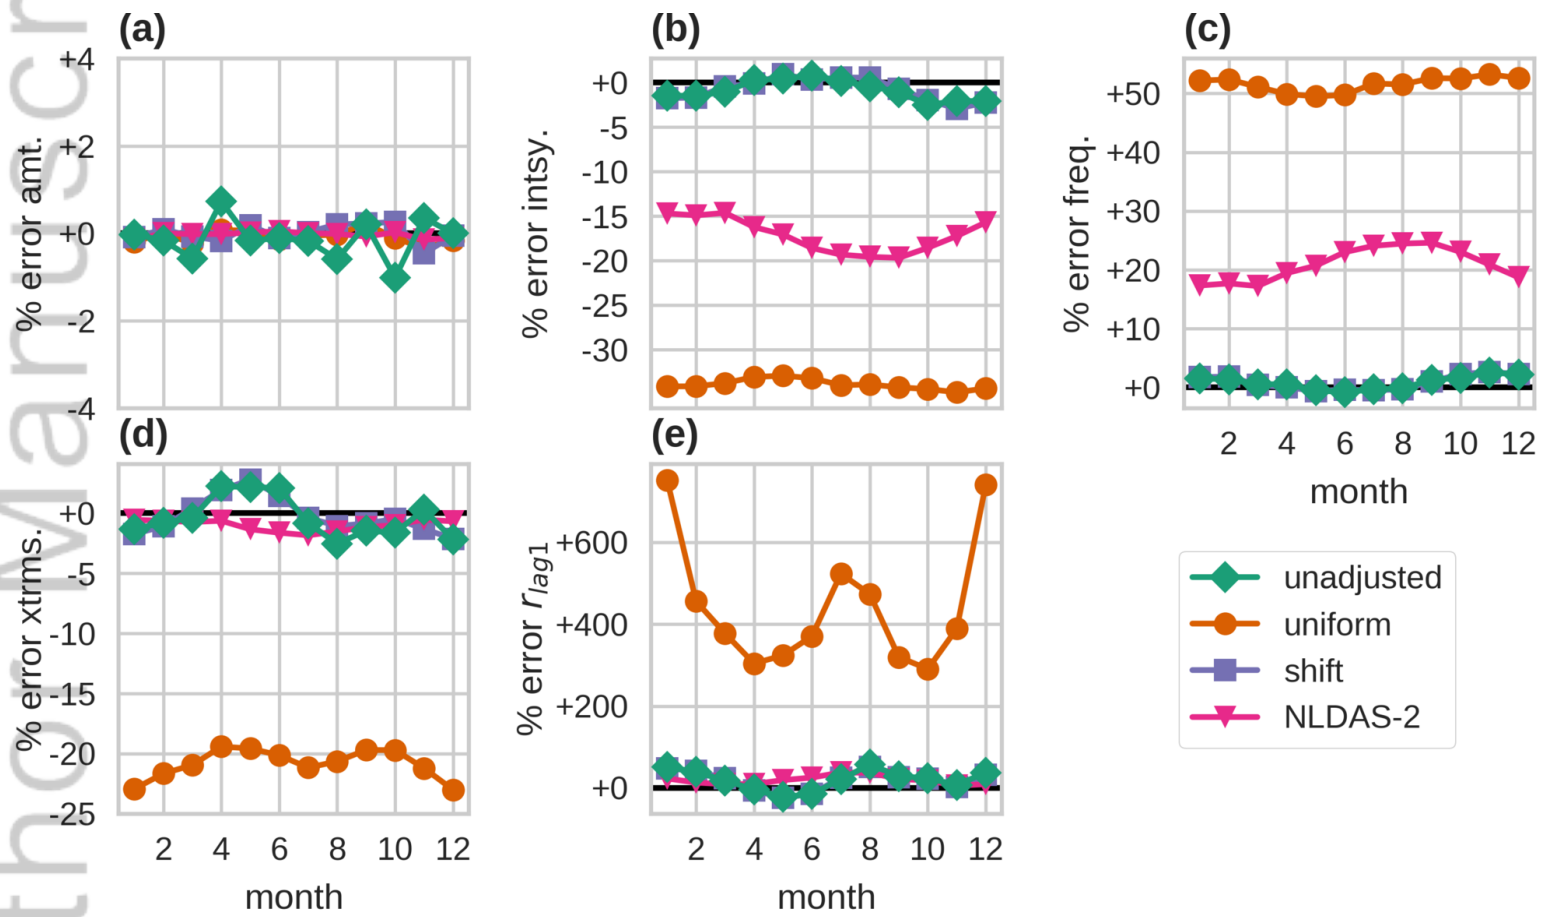 (a)
+4
+2
+0
-2
-4
% error amt.
(b)
+0
-5
-10
-15
-20
-25
-30
% error intsy.
(c)
+50
+40
+30
+20
+10
+0
% error freq.
2 4 6 8 10 12
month
(d)
+0
-5
-10
-15
-20
-25
% error xtrms.
2 4 6 8 10 12
month
(e)
+600
+400
+200
+0
% error r_lag1
2 4 6 8 10 12
month
unadjusted
uniform
shift
NLDAS-2
thor Manuscr